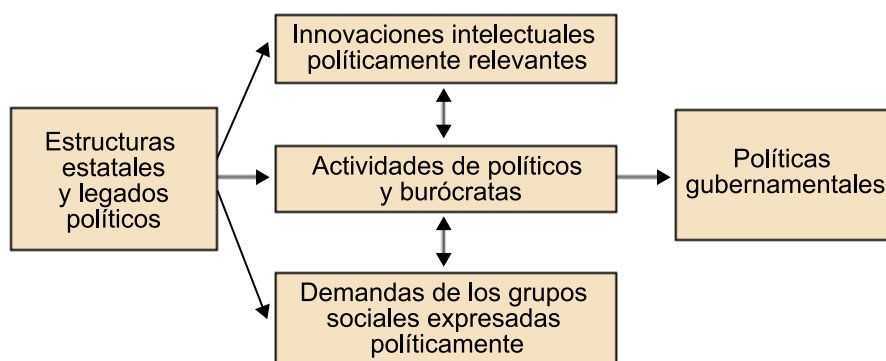 Innovaciones intelectuales
políticamente relevantes
Estructuras
estatales
y legados
políticos
Actividades de políticos
y burócratas
Políticas
gubernamentales
Demandas de los grupos
sociales expresadas
políticamente